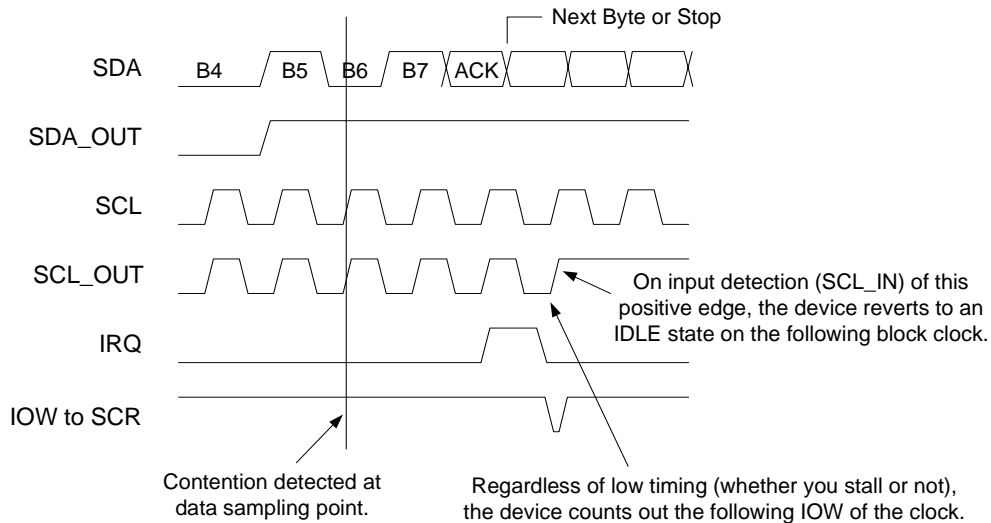 Next Byte or Stop
SDA
B4
B5
B6
B7
ACK
SDA_OUT
SCL
SCL_OUT
On input detection (SCL_IN) of this
positive edge, the device reverts to an
IDLE state on the following block clock.
IRQ
IOW to SCR
Contention detected at
data sampling point.
Regardless of low timing (whether you stall or not),
the device counts out the following IOW of the clock.